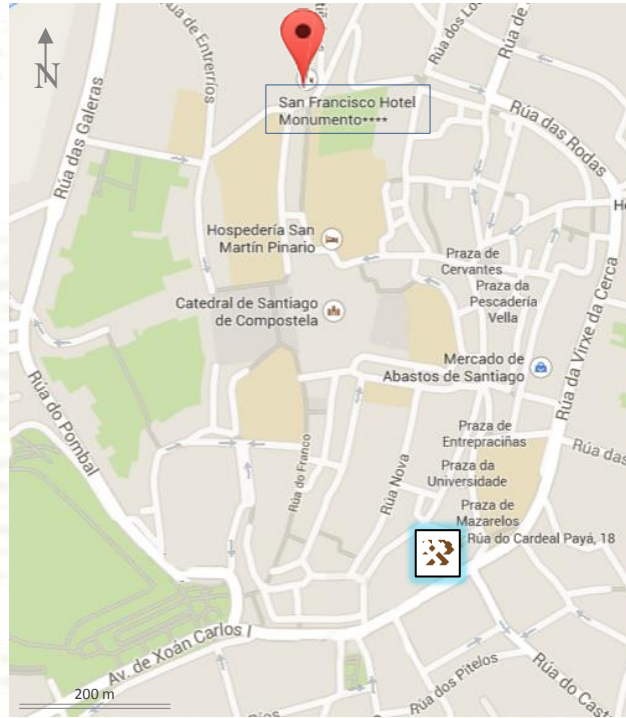 N
Rúa de Entrerríos
Rúa dos
Rúa de
Rúa das Galeras
San Francisco Hotel
Monumento****
Rúa das Rodas
Hospedería San
Martín Pinario
Praza de
Cervantes
Praza da
Pescadería
Vella
Catedral de Santiago
de Compostela
Rúa da Virxe da Cerca
Mercado de
Abastos de Santiago
Rúa do Pombal
Praza de
Entrepraciñas
Rúa das
Rúa do Franco
Rúa Nova
Praza da
Universidade
Praza de
Mazarelos
Rúa do Cardeal Payá, 18
Av. de Xoán Carlos I
200 m
Rúa dos Pitelos
Rúa do Cast